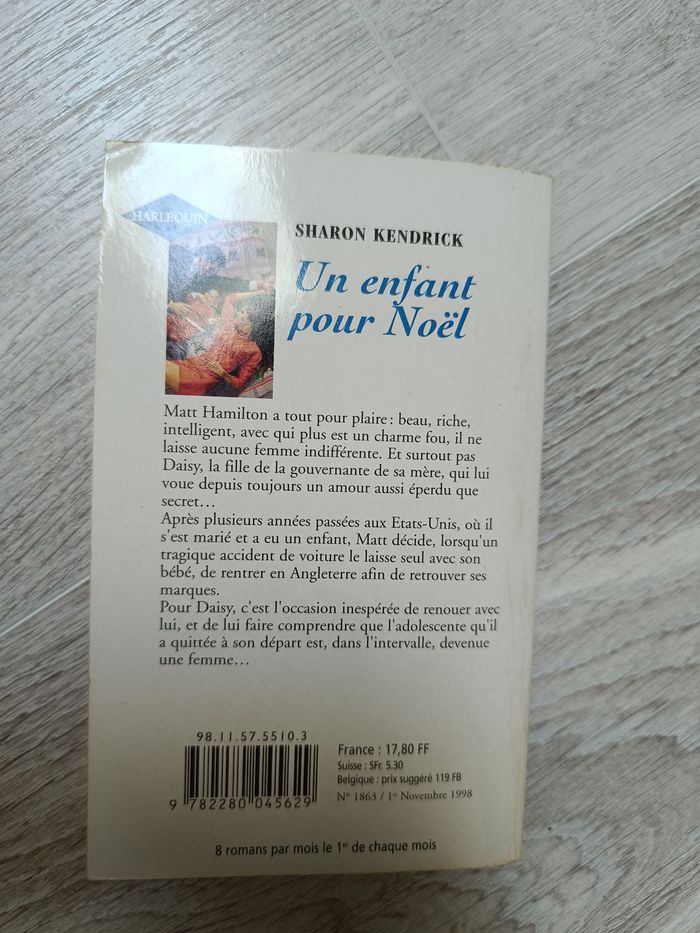 HARLEQUIN
SHARON KENDRICK
Un enfant
pour Noël
Matt Hamilton a tout pour plaire : beau, riche,
intelligent, avec qui plus est un charme fou, il ne
laisse aucune femme indifférente. Et surtout pas
Daisy, la fille de la gouvernante de sa mère, qui lui
voue depuis toujours un amour aussi éperdu que
secret...
Après plusieurs années passées aux Etats-Unis, où il
s'est marié et a eu un enfant, Matt décide, lorsqu'un
tragique accident de voiture le laisse seul avec son
bébé, de rentrer en Angleterre afin de retrouver ses
marques.
Pour Daisy, c'est l'occasion inespérée de renouer avec
lui, et de lui faire comprendre que l'adolescente qu'il
a quittée à son départ est, dans l'intervalle, devenue
une femme...
98.11.57.5510.3
France : 17,80 FF
Suisse : SFr. 5.30
Belgique : prix suggéré 119 FB
N° 1863 / 1er Novembre 1998
9 782280 045629
8 romans par mois le 1er de chaque mois